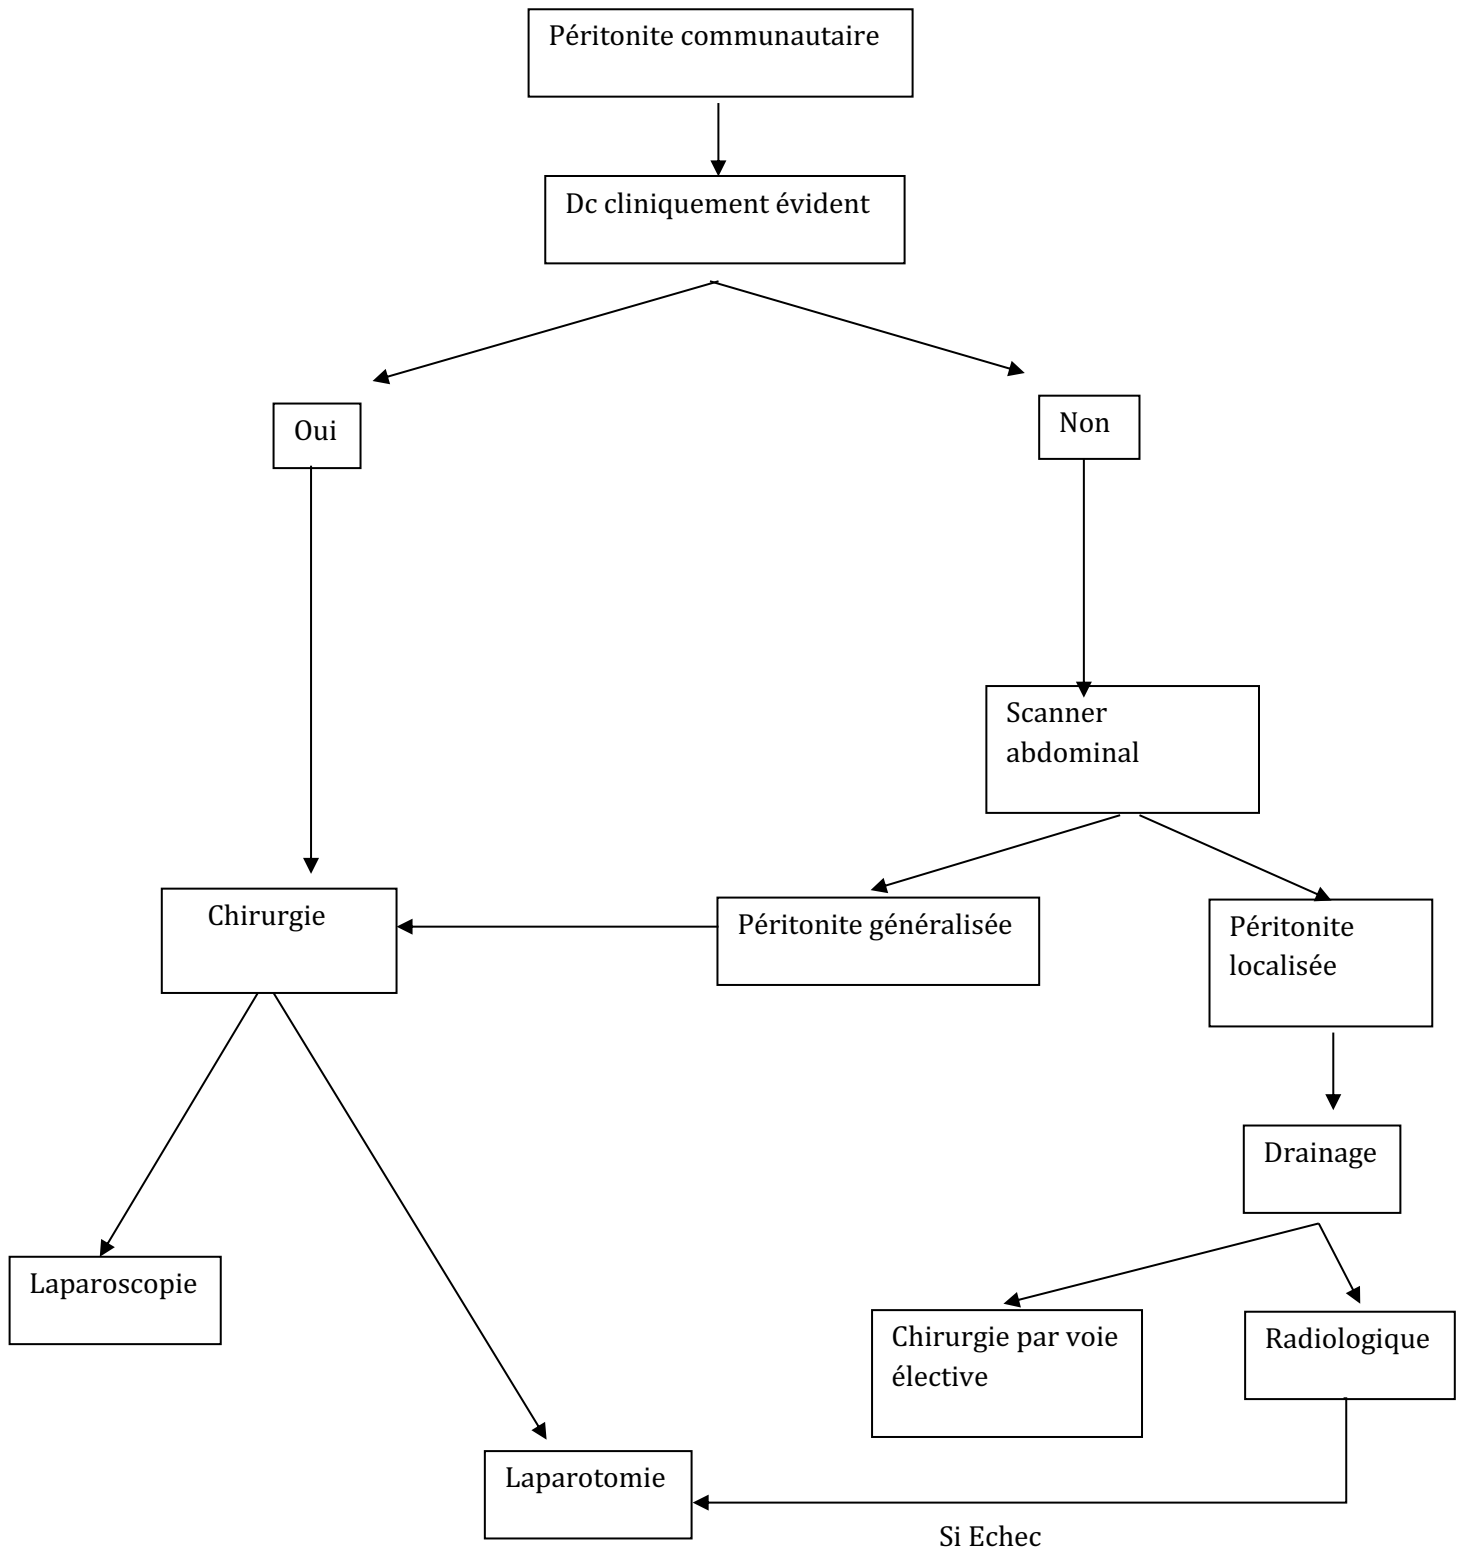 Péritonite communautaire
Dc cliniquement évident
Oui
Non
Scanner
abdominal
Chirurgie
Péritonite généralisée
Péritonite
localisée
Drainage
Laparoscopie
Chirurgie par voie
élective
Radiologique
Laparotomie
Si Echec